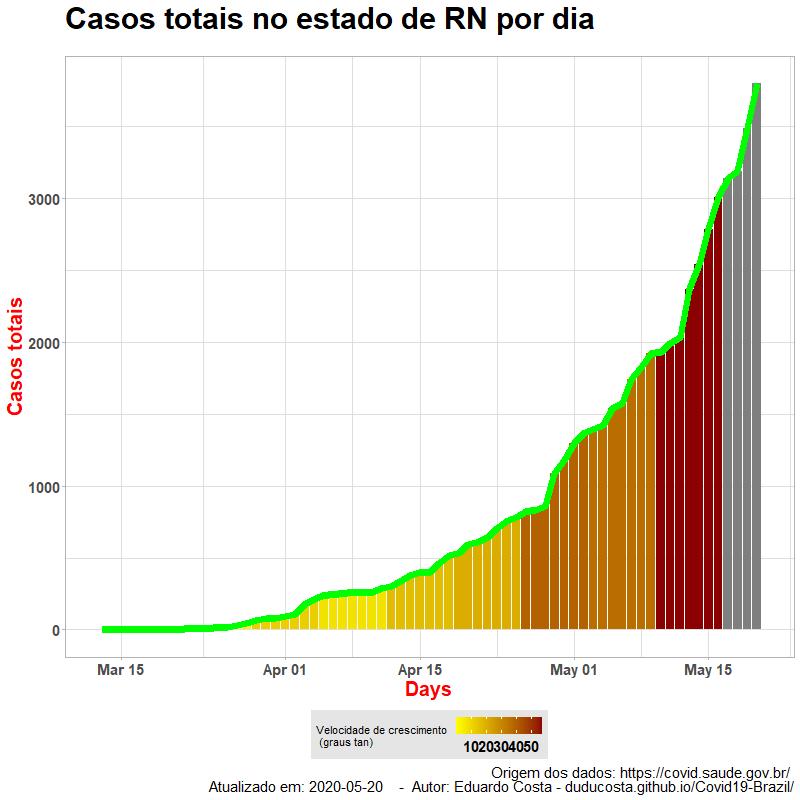 Casos totais no estado de RN por dia
Casos totais
3000
2000
1000
0
Mar 15
Apr 01
Apr 15
May 01
May 15
Days
Velocidade de crescimento
(graus tan)
1020304050
Origem dos dados: https://covid.saude.gov.br/
Atualizado em: 2020-05-20 - Autor: Eduardo Costa - duducosta.github.io/Covid19-Brazil/